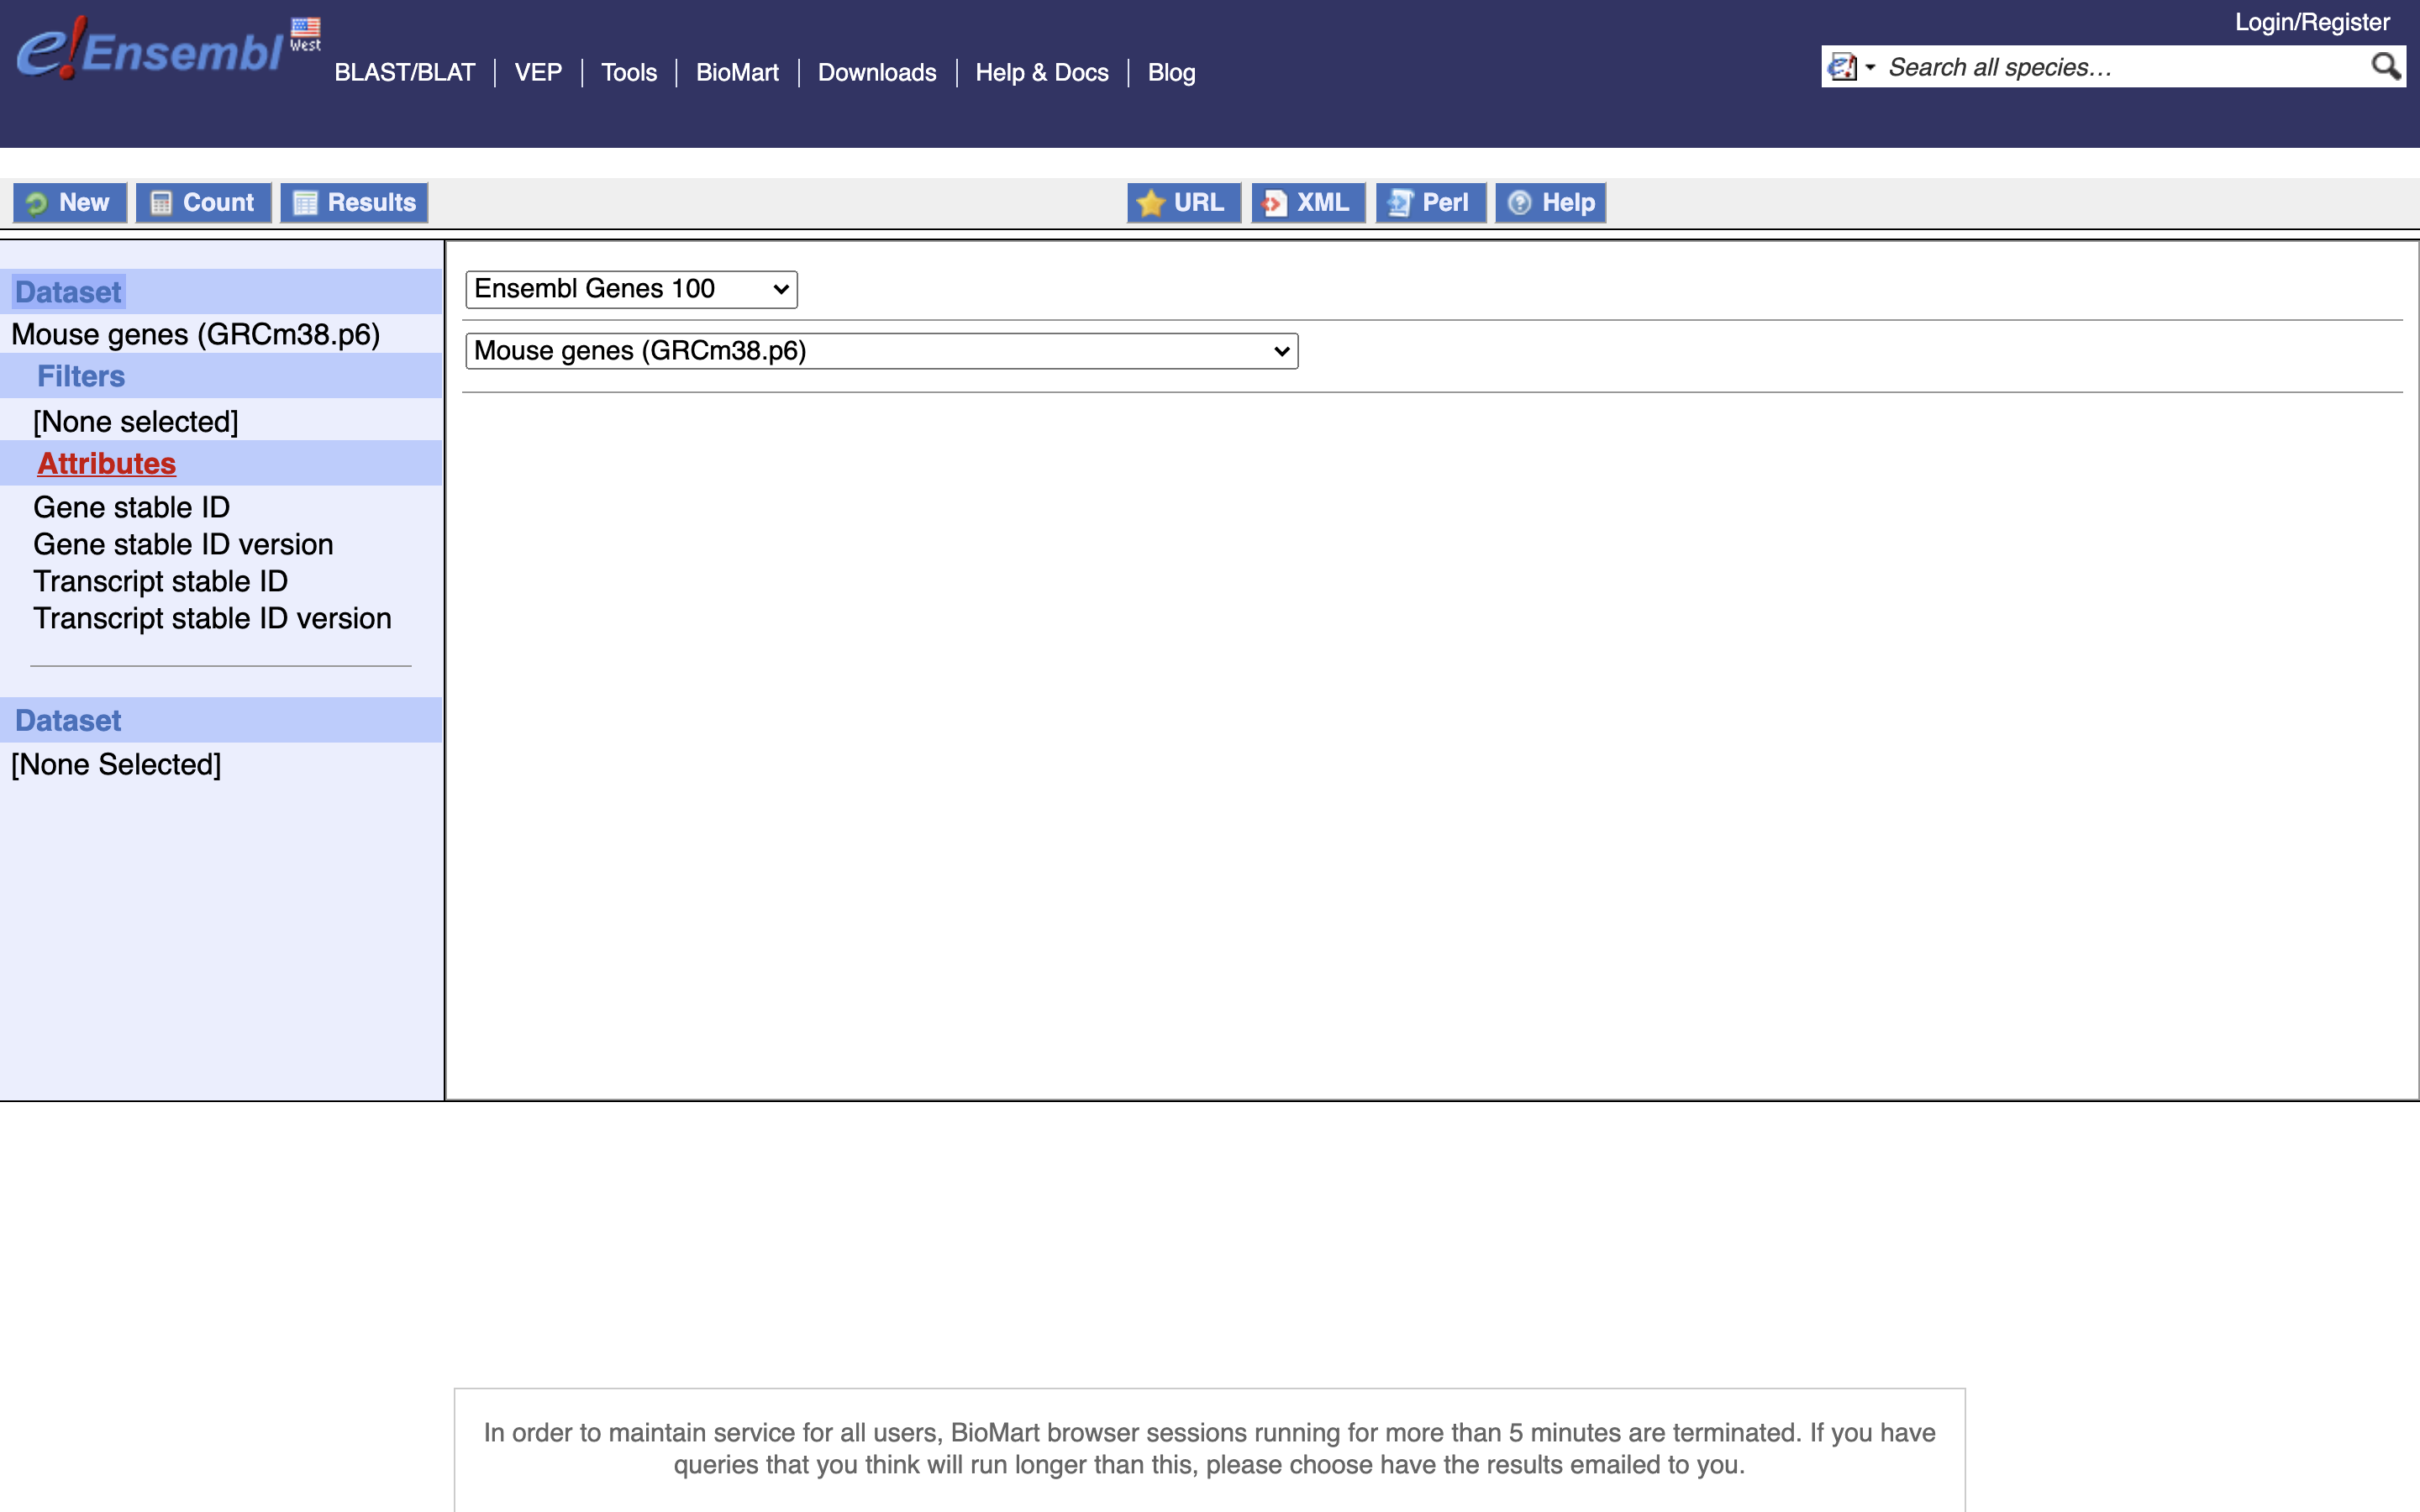 e!Ensembl West
Login/Register
BLAST/BLAT | VEP | Tools | BioMart | Downloads | Help & Docs | Blog
Search all species…
New Count Results URL XML Perl Help
Dataset
Mouse genes (GRCm38.p6)
Filters
[None selected]
Attributes
Gene stable ID
Gene stable ID version
Transcript stable ID
Transcript stable ID version
Dataset
[None Selected]
Ensembl Genes 100
Mouse genes (GRCm38.p6)
In order to maintain service for all users, BioMart browser sessions running for more than 5 minutes are terminated. If you have
queries that you think will run longer than this, please choose have the results emailed to you.